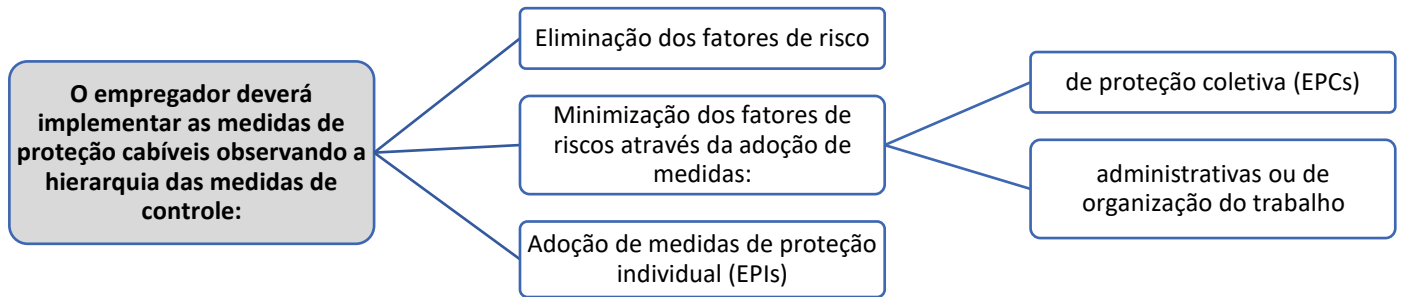 O empregador deverá
implementar as medidas de
proteção cabíveis observando a
hierarquia das medidas de
controle:
Eliminação dos fatores de risco
Minimização dos fatores de
riscos através da adoção de
medidas:
de proteção coletiva (EPCs)
administrativas ou de
organização do trabalho
Adoção de medidas de proteção
individual (EPIs)